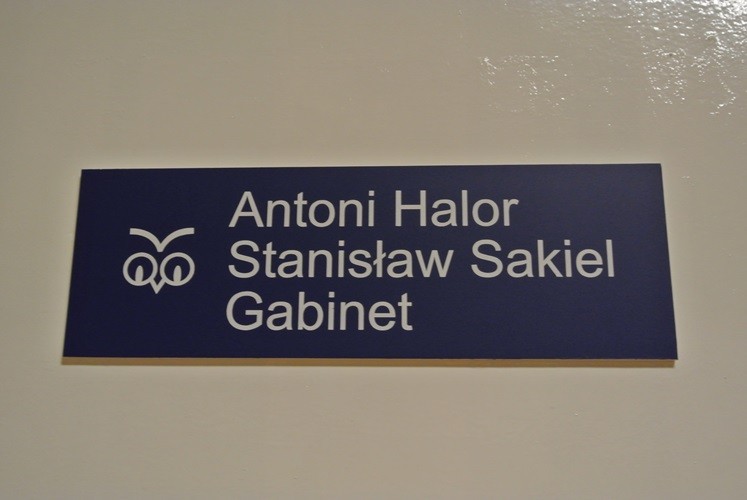 Antoni Halor
Stanisław Sakiel
Gabinet